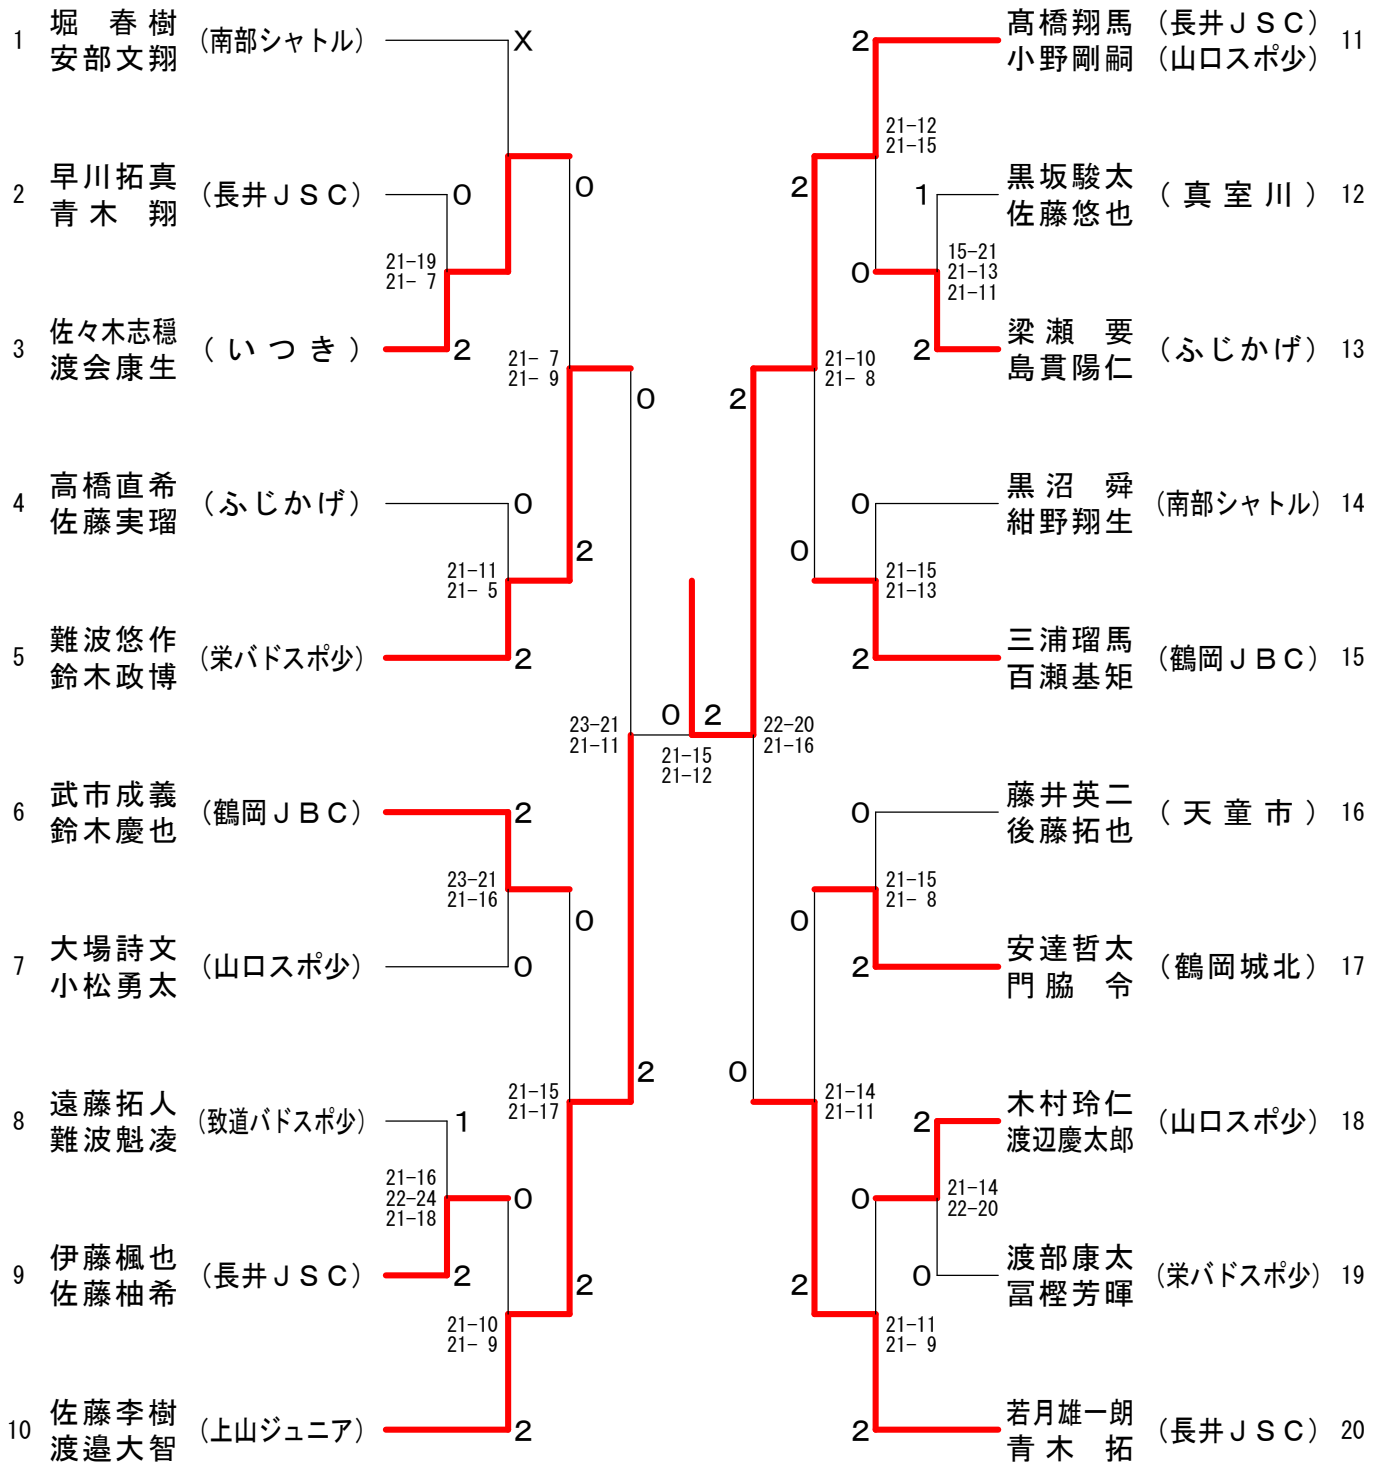 1 堀 春樹 (南部シャトル)
安部文翔
X
2 早川拓真 (長井JSC)
青木 翔
0
21-19
21- 7
0
3 佐々木志穏 (いつき)
渡会康生
2
21- 7
21- 9
0
4 高橋直希 (ふじかげ)
佐藤実瑠
0
21-11
21- 5
2
5 難波悠作 (栄バドスポ少)
鈴木政博
2
23-21
21-11
6 武市成義 (鶴岡JBC)
鈴木慶也
2
23-21
21-16
0
7 大場詩文 (山口スポ少)
小松勇太
0
21-15
21-17
2
8 遠藤拓人 (致道バドスポ少)
難波魁凌
1
21-16
22-24
21-18
0
9 伊藤楓也 (長井JSC)
佐藤柚希
2
2
21-10
21- 9
10 佐藤李樹 (上山ジュニア)
渡邉大智
2
0 2
21-15
21-12
2 髙橋翔馬 (長井JSC) 11
小野剛嗣 (山口スポ少)
21-12
21-15
2
1 黒坂駿太 (真室川) 12
佐藤悠也
15-21
21-13
21-11
0
2 梁瀬 要 (ふじかげ) 13
島貫陽仁
21-10
21- 8
2
0 黒沼 舜 (南部シャトル) 14
紺野翔生
0
21-15
21-13
2 三浦瑠馬 (鶴岡JBC) 15
百瀬基矩
22-20
21-16
0 藤井英二 (天童市) 16
後藤拓也
21-15
21- 8
0
2 安達哲太 (鶴岡城北) 17
門脇 令
0
21-14
21-11
2 木村玲仁 (山口スポ少) 18
渡辺慶太郎
21-14
22-20
0
0 渡部康太 (栄バドスポ少) 19
冨樫芳暉
2
21-11
21- 9
2 若月雄一朗 (長井JSC) 20
青木 拓